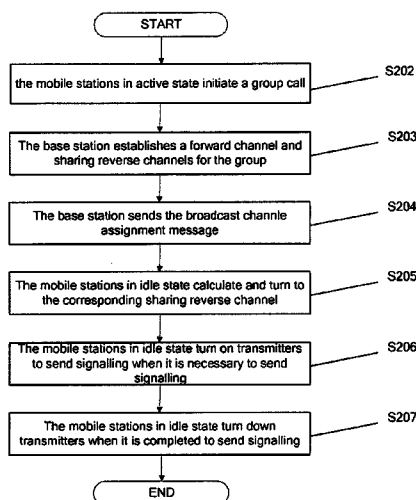 START
the mobile stations in active state initiate a group call
S202
The base station establishes a forward channel and
sharing reverse channels for the group
S203
The base station sends the broadcast channle
assignment message
S204
The mobile stations in idle state calculate and turn to
the corresponding sharing reverse channel
S205
The mobile stations in idle state turn on transmitters
to send signalling when it is necessary to send
signalling
S206
The mobile stations in idle state turn down
transmitters when it is completed to send signalling
S207
END